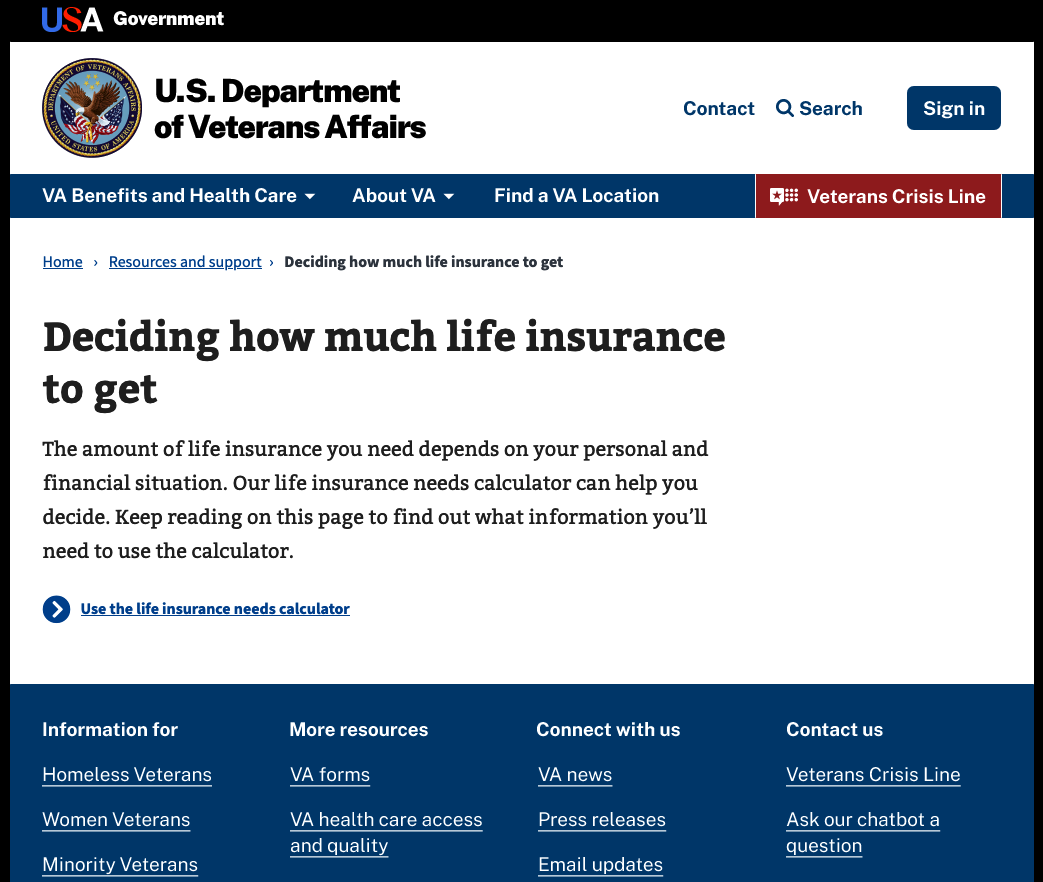 USA Government
U.S. Department
of Veterans Affairs
Contact
Search
Sign in
VA Benefits and Health Care
About VA
Find a VA Location
Veterans Crisis Line
Home › Resources and support › Deciding how much life insurance to get
Deciding how much life insurance
to get
The amount of life insurance you need depends on your personal and
financial situation. Our life insurance needs calculator can help you
decide. Keep reading on this page to find out what information you’ll
need to use the calculator.
Use the life insurance needs calculator
Information for
Homeless Veterans
Women Veterans
Minority Veterans
More resources
VA forms
VA health care access
and quality
Connect with us
VA news
Press releases
Email updates
Contact us
Veterans Crisis Line
Ask our chatbot a
question